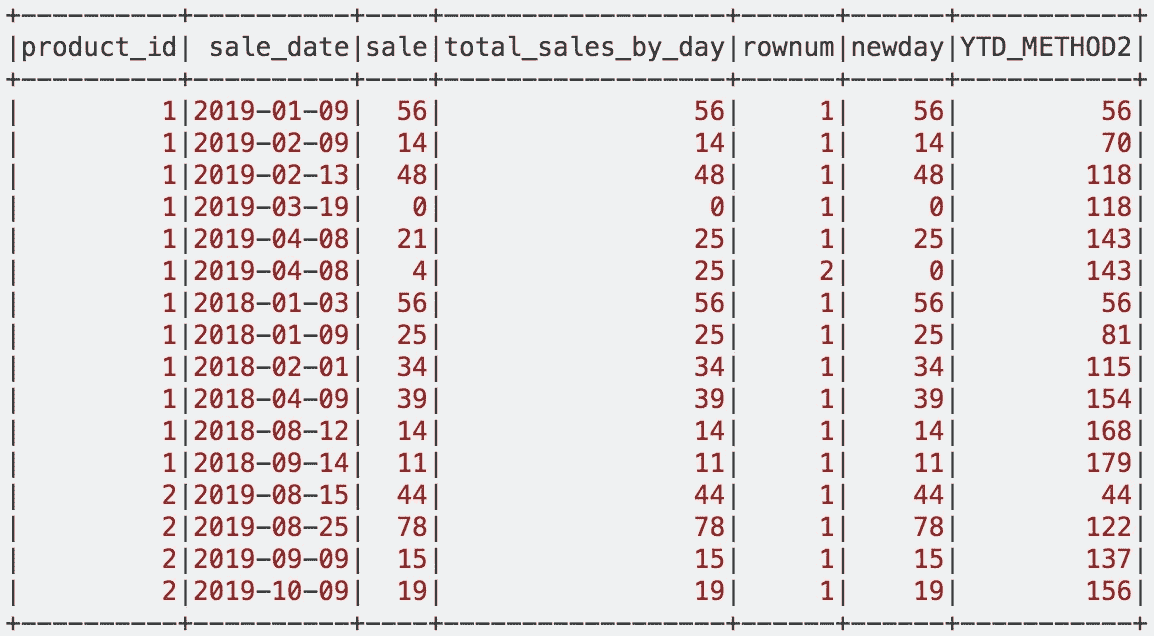 +-----------+----------+----+------------------+------+------+-----------+
|product_id| sale_date|sale|total_sales_by_day|rownum|newday|YTD_METHOD2|
+-----------+----------+----+------------------+------+------+-----------+
|         1|2019-01-09|  56|                56|     1|    56|         56|
|         1|2019-02-09|  14|                14|     1|    14|         70|
|         1|2019-02-13|  48|                48|     1|    48|        118|
|         1|2019-03-19|   0|                 0|     1|     0|        118|
|         1|2019-04-08|  21|                25|     1|    25|        143|
|         1|2019-04-08|   4|                25|     2|     0|        143|
|         1|2018-01-03|  56|                56|     1|    56|         56|
|         1|2018-01-09|  25|                25|     1|    25|         81|
|         1|2018-02-01|  34|                34|     1|    34|        115|
|         1|2018-04-09|  39|                39|     1|    39|        154|
|         1|2018-08-12|  14|                14|     1|    14|        168|
|         1|2018-09-14|  11|                11|     1|    11|        179|
|         2|2019-08-15|  44|                44|     1|    44|         44|
|         2|2019-08-25|  78|                78|     1|    78|        122|
|         2|2019-09-09|  15|                15|     1|    15|        137|
|         2|2019-10-09|  19|                19|     1|    19|        156|
+-----------+----------+----+------------------+------+------+-----------+